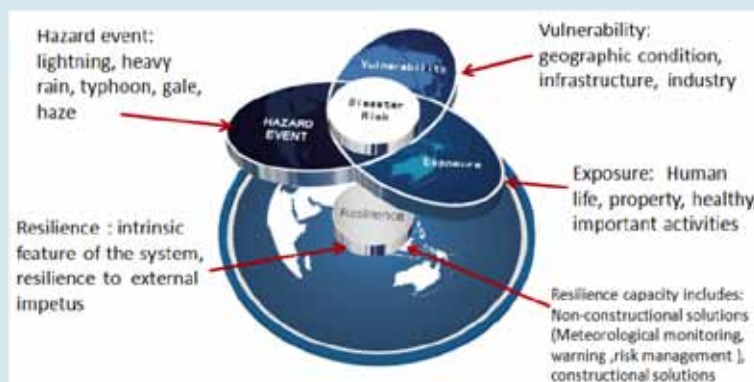 Hazard event:
lightning, heavy
rain, typhoon, gale,
haze
Vulnerability:
geographic condition,
infrastructure, industry
Vulnerability
Disaster
Risk
HAZARD
EVENT
Exposure
Exposure: Human
life, property, healthy
important activities
Resilience
Resilience : intrinsic
feature of the system,
resilience to external
impetus
Resilience capacity includes:
Non-constructional solutions
(Meteorological monitoring,
warning ,risk management ),
constructional solutions